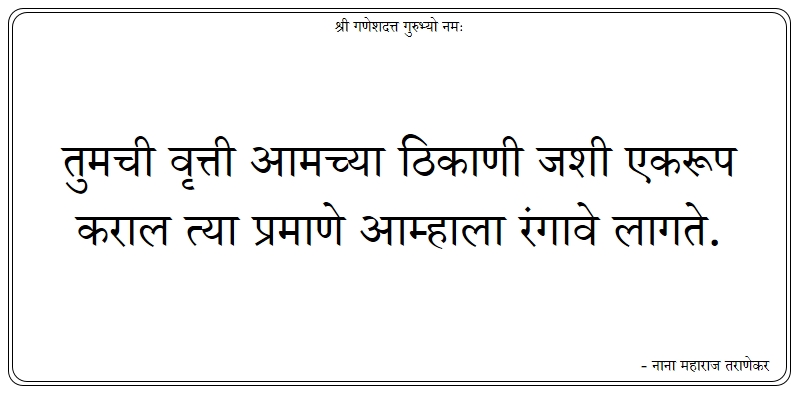 श्री गणेशदत्त गुरुभ्यो नमः
तुमची वृत्ती आमच्या ठिकाणी जशी एकरूप
कराल त्या प्रमाणे आम्हाला रंगावे लागते.
- नाना महाराज तराणेकर